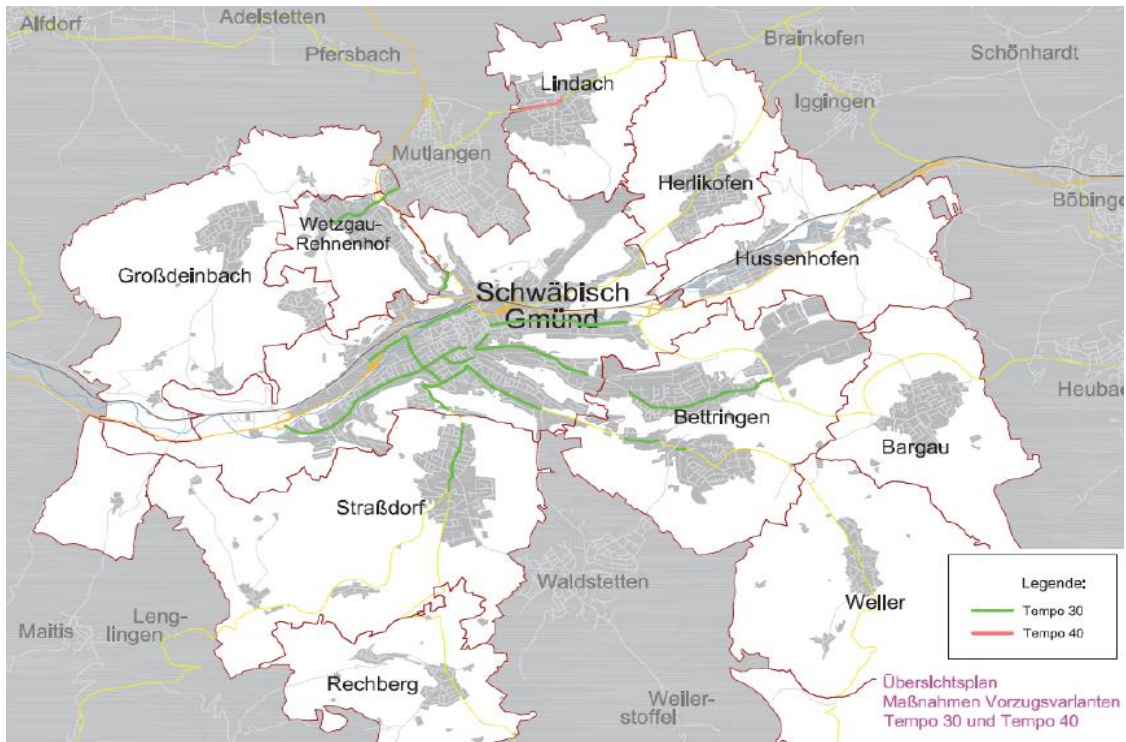 Alfdorf
Adelstetten
Pfersbach
Brainkofen
Schönhardt
Iggingen
Lindach
Mutlangen
Herlikofen
Böbinge
Wetzgau-
Rehnenhof
Großdeinbach
Hussenhofen
Schwäbisch
Gmünd
Heubac
Bettringen
Bargau
Straßdorf
Waldstetten
Weiler
Leng-
lingen
Maitis
Rechberg
Weiler-
stoffel
Legende:
Tempo 30
Tempo 40
Übersichtsplan
Maßnahmen Vorzugsvarianten
Tempo 30 und Tempo 40